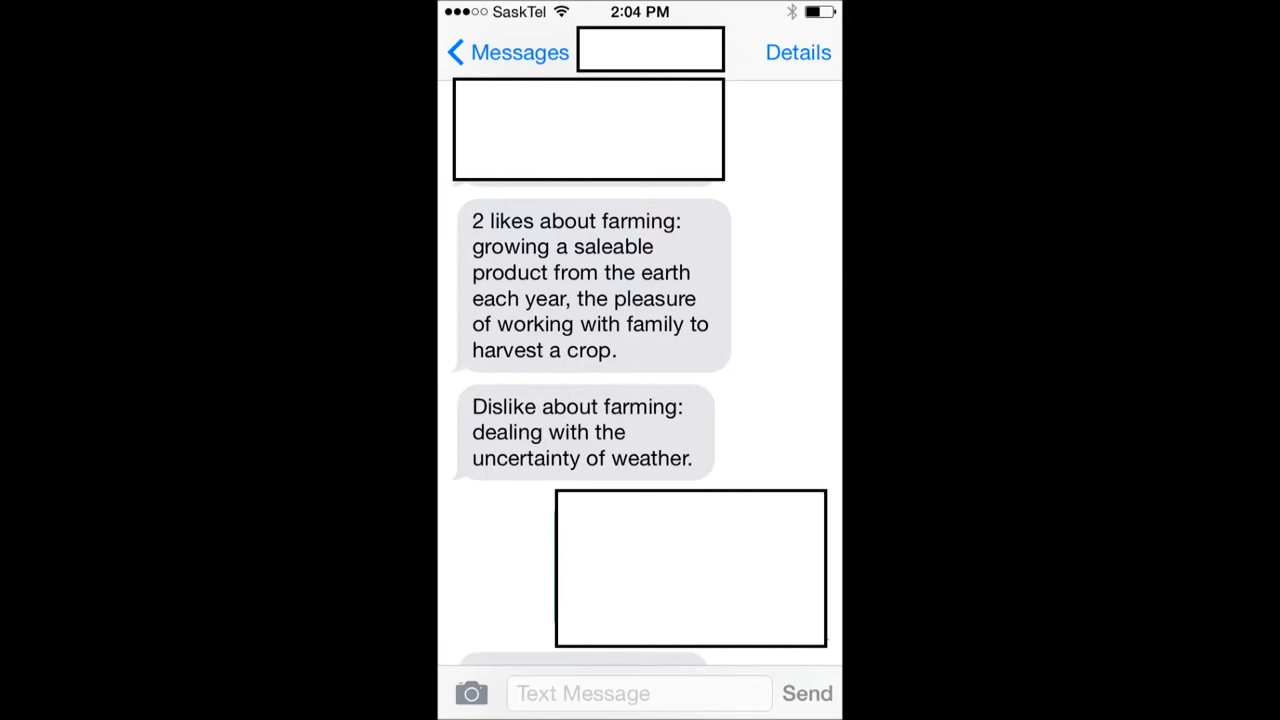 SaskTel 2:04 PM
Messages Details
2 likes about farming:
growing a saleable
product from the earth
each year, the pleasure
of working with family to
harvest a crop.
Dislike about farming:
dealing with the
uncertainty of weather.
Text Message Send